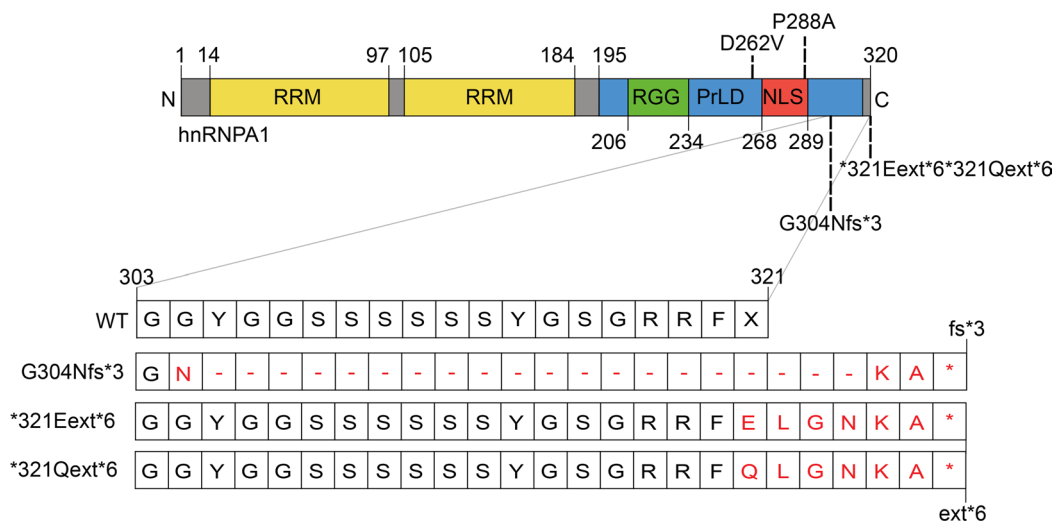 P288A
D262V
1 14 97 105 184 195 320
N RRM RRM RGG PrLD NLS C
hnRNPA1
206 234 268 289
*321Eext*6*321Qext*6
G304Nfs*3
303 321
WT G G Y G G S S S S S S Y G S G R R F X
fs*3
G304Nfs*3 G N - - - - - - - - - - - - - - - - - - - - K A *
*321Eext*6 G G Y G G S S S S S S Y G S G R R F E L G N K A *
*321Qext*6 G G Y G G S S S S S S Y G S G R R F Q L G N K A *
ext*6